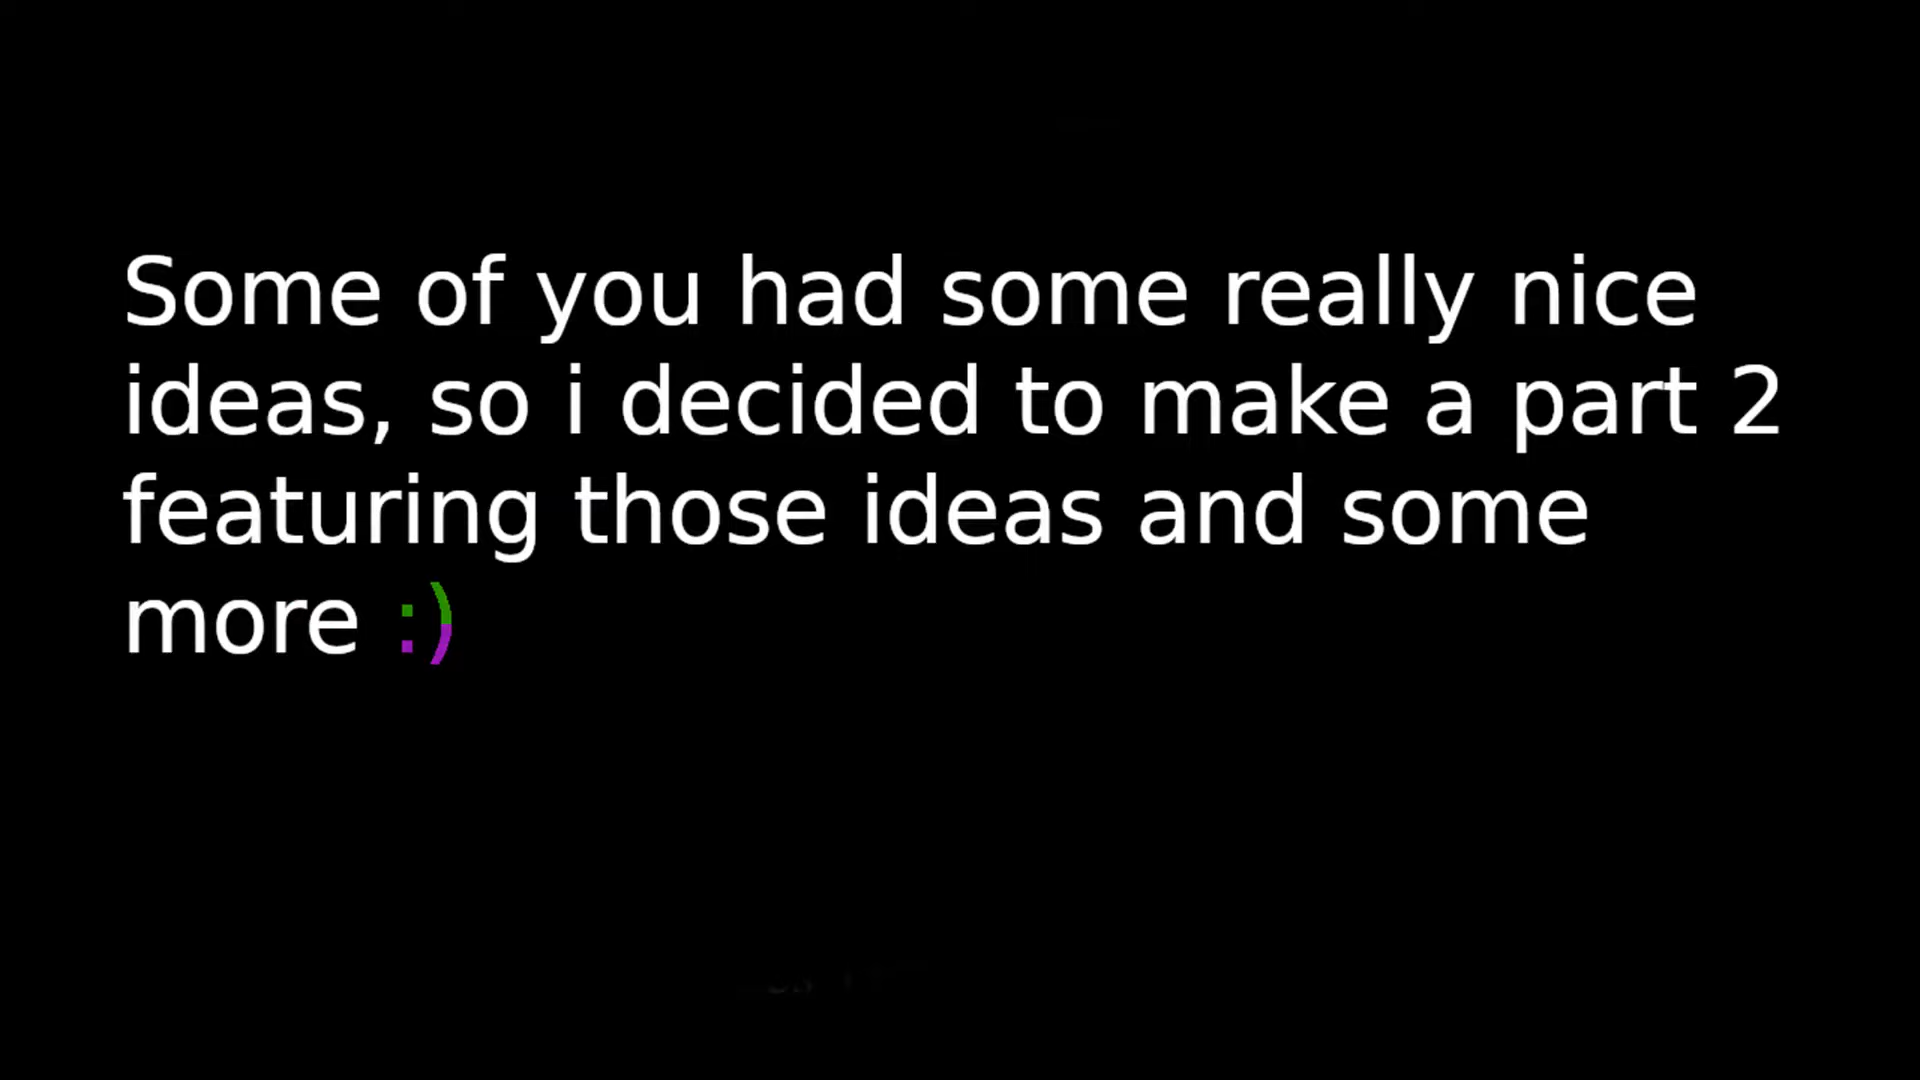 Some of you had some really nice
ideas, so i decided to make a part 2
featuring those ideas and some
more :)